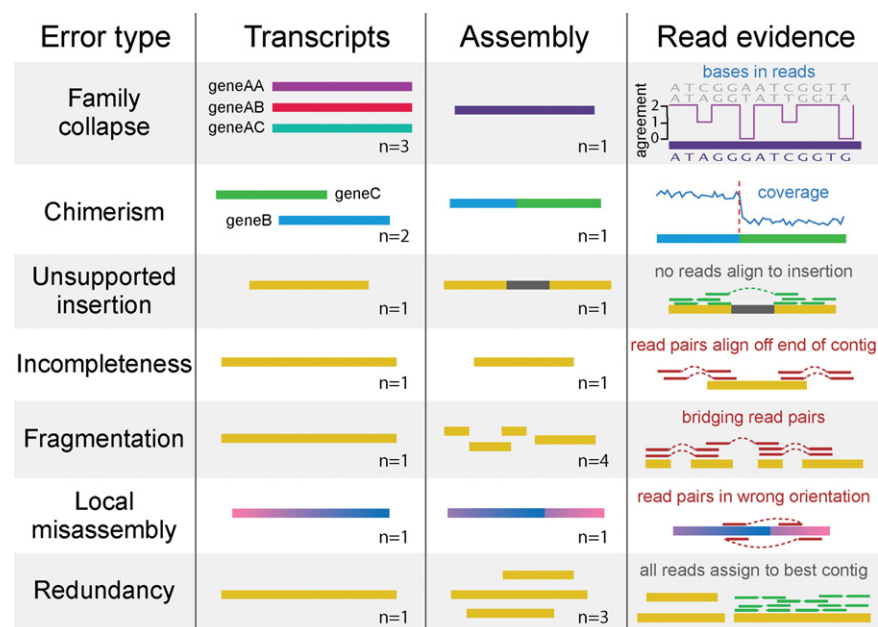 Error type
Transcripts
Assembly
Read evidence
Family
collapse
geneAA
geneAB
geneAC
n=3
n=1
bases in reads
ATCGGAATCGGTT
ATAGGTATTGGTA
agreement
2
1
0
ATAGGGATCGGTG
Chimerism
geneC
geneB
n=2
n=1
coverage
Unsupported
insertion
n=1
n=1
no reads align to insertion
Incompleteness
n=1
n=1
read pairs align off end of contig
Fragmentation
n=1
n=4
bridging read pairs
Local
misassembly
n=1
n=1
read pairs in wrong orientation
Redundancy
n=1
n=3
all reads assign to best contig